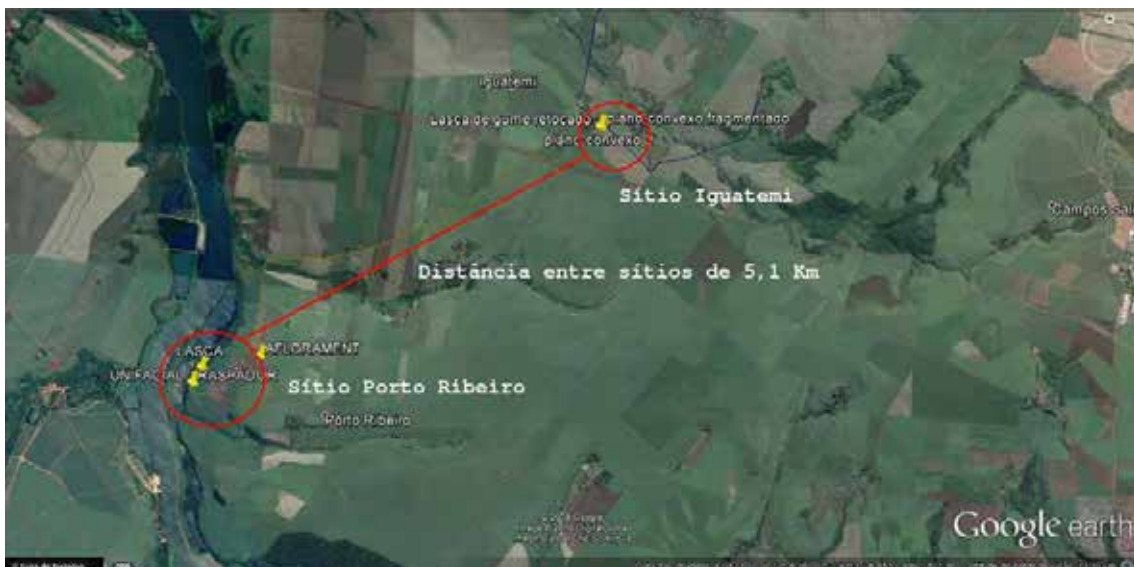 Iguatemi
Lasca de gume retocado plano convexo fragmentado
plano convexo
Sítio Iguatemi
Campos Sal
Distância entre sítios de 5,1 Km
LASCA
AFLORAMENT
UNIFACIAL RASPADOR
Sítio Porto Ribeiro
Porto Ribeiro
Google earth